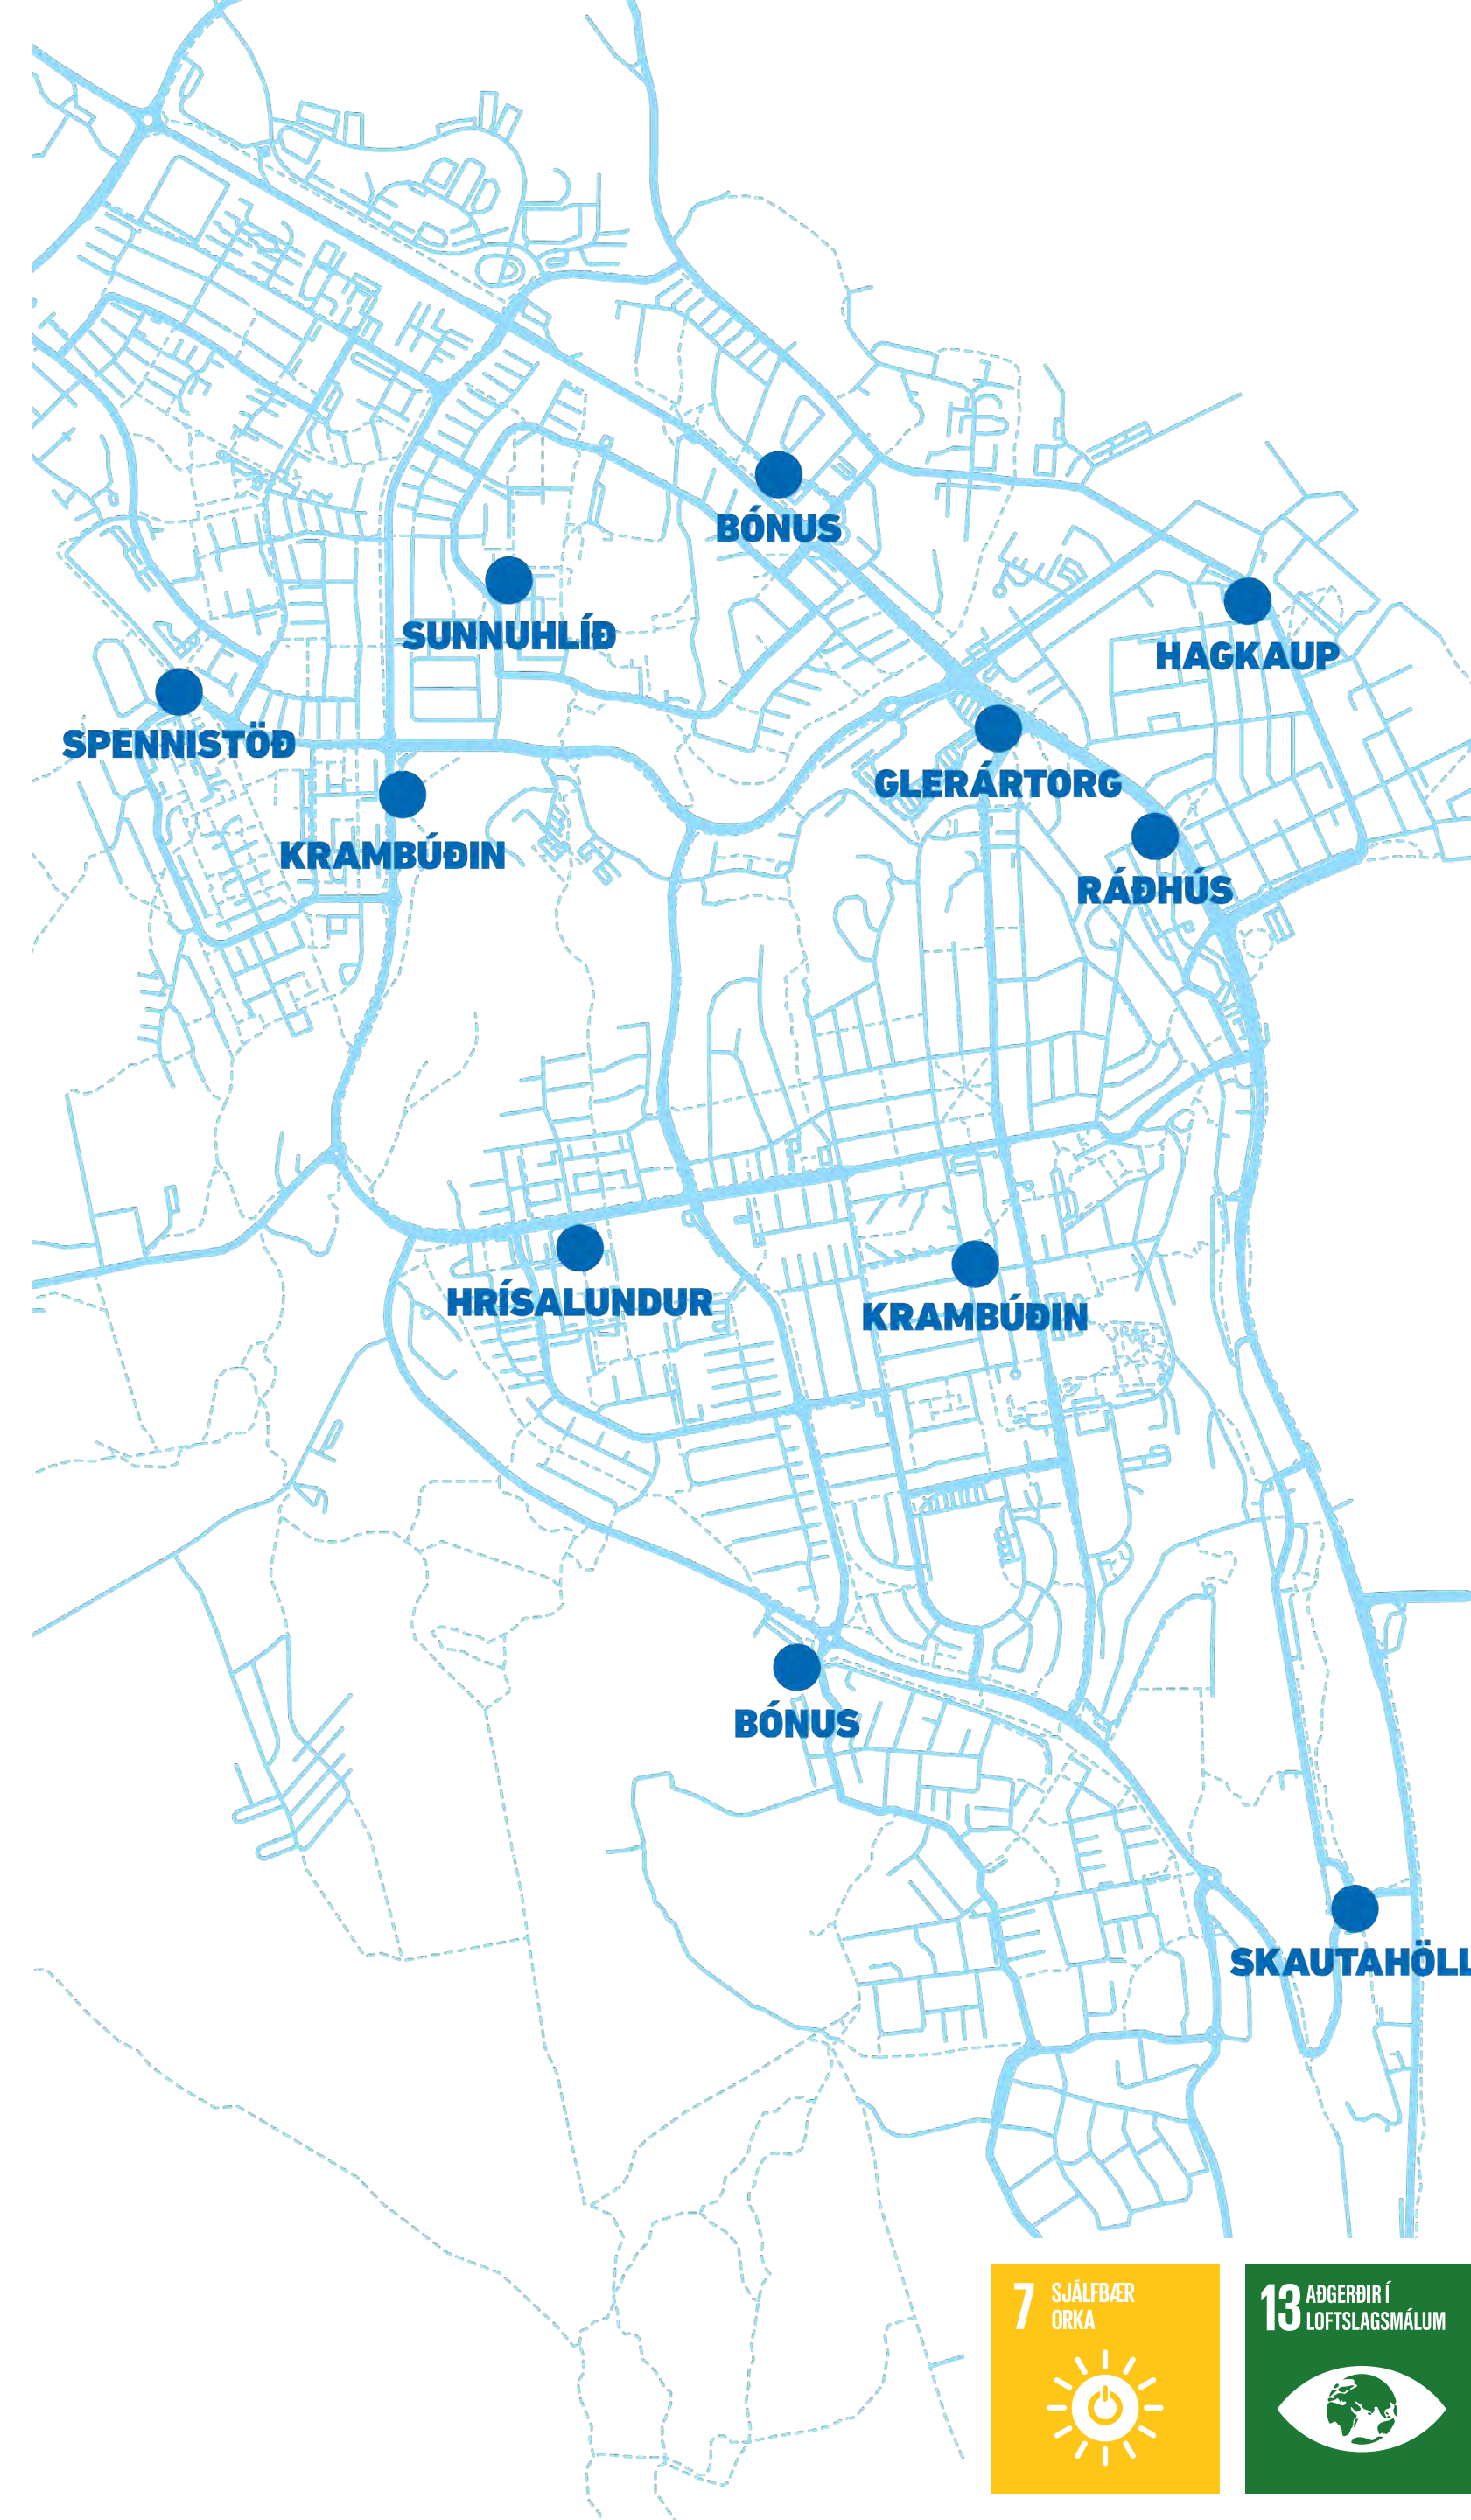 BÓNUS
SUNNUHLÍÐ
HAGKAUP
SPENNISTÖÐ
GLERÁRTORG
KRAMBÚÐIN
RÁÐHÚS
HRÍSALUNDUR
KRAMBÚÐIN
BÓNUS
SKAUTAHÖLL
7 SJÁLFBÆR
ORKA
13 AÐGERÐIR Í
LOFTSLAGSMÁLUM